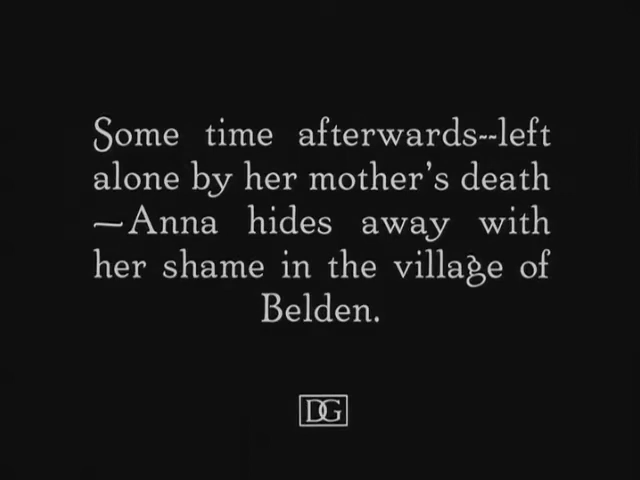 Some time afterwards--left
alone by her mother's death
—Anna hides away with
her shame in the village of
Belden.
DG